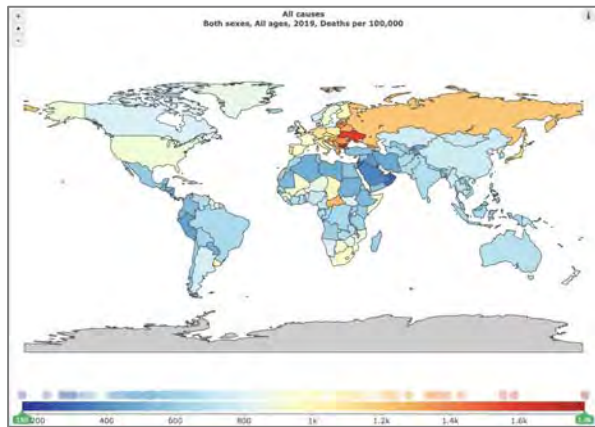 All causes
Both sexes, All ages, 2019, Deaths per 100,000
+
-
i
200 400 600 800 1k 1.2k 1.4k 1.6k